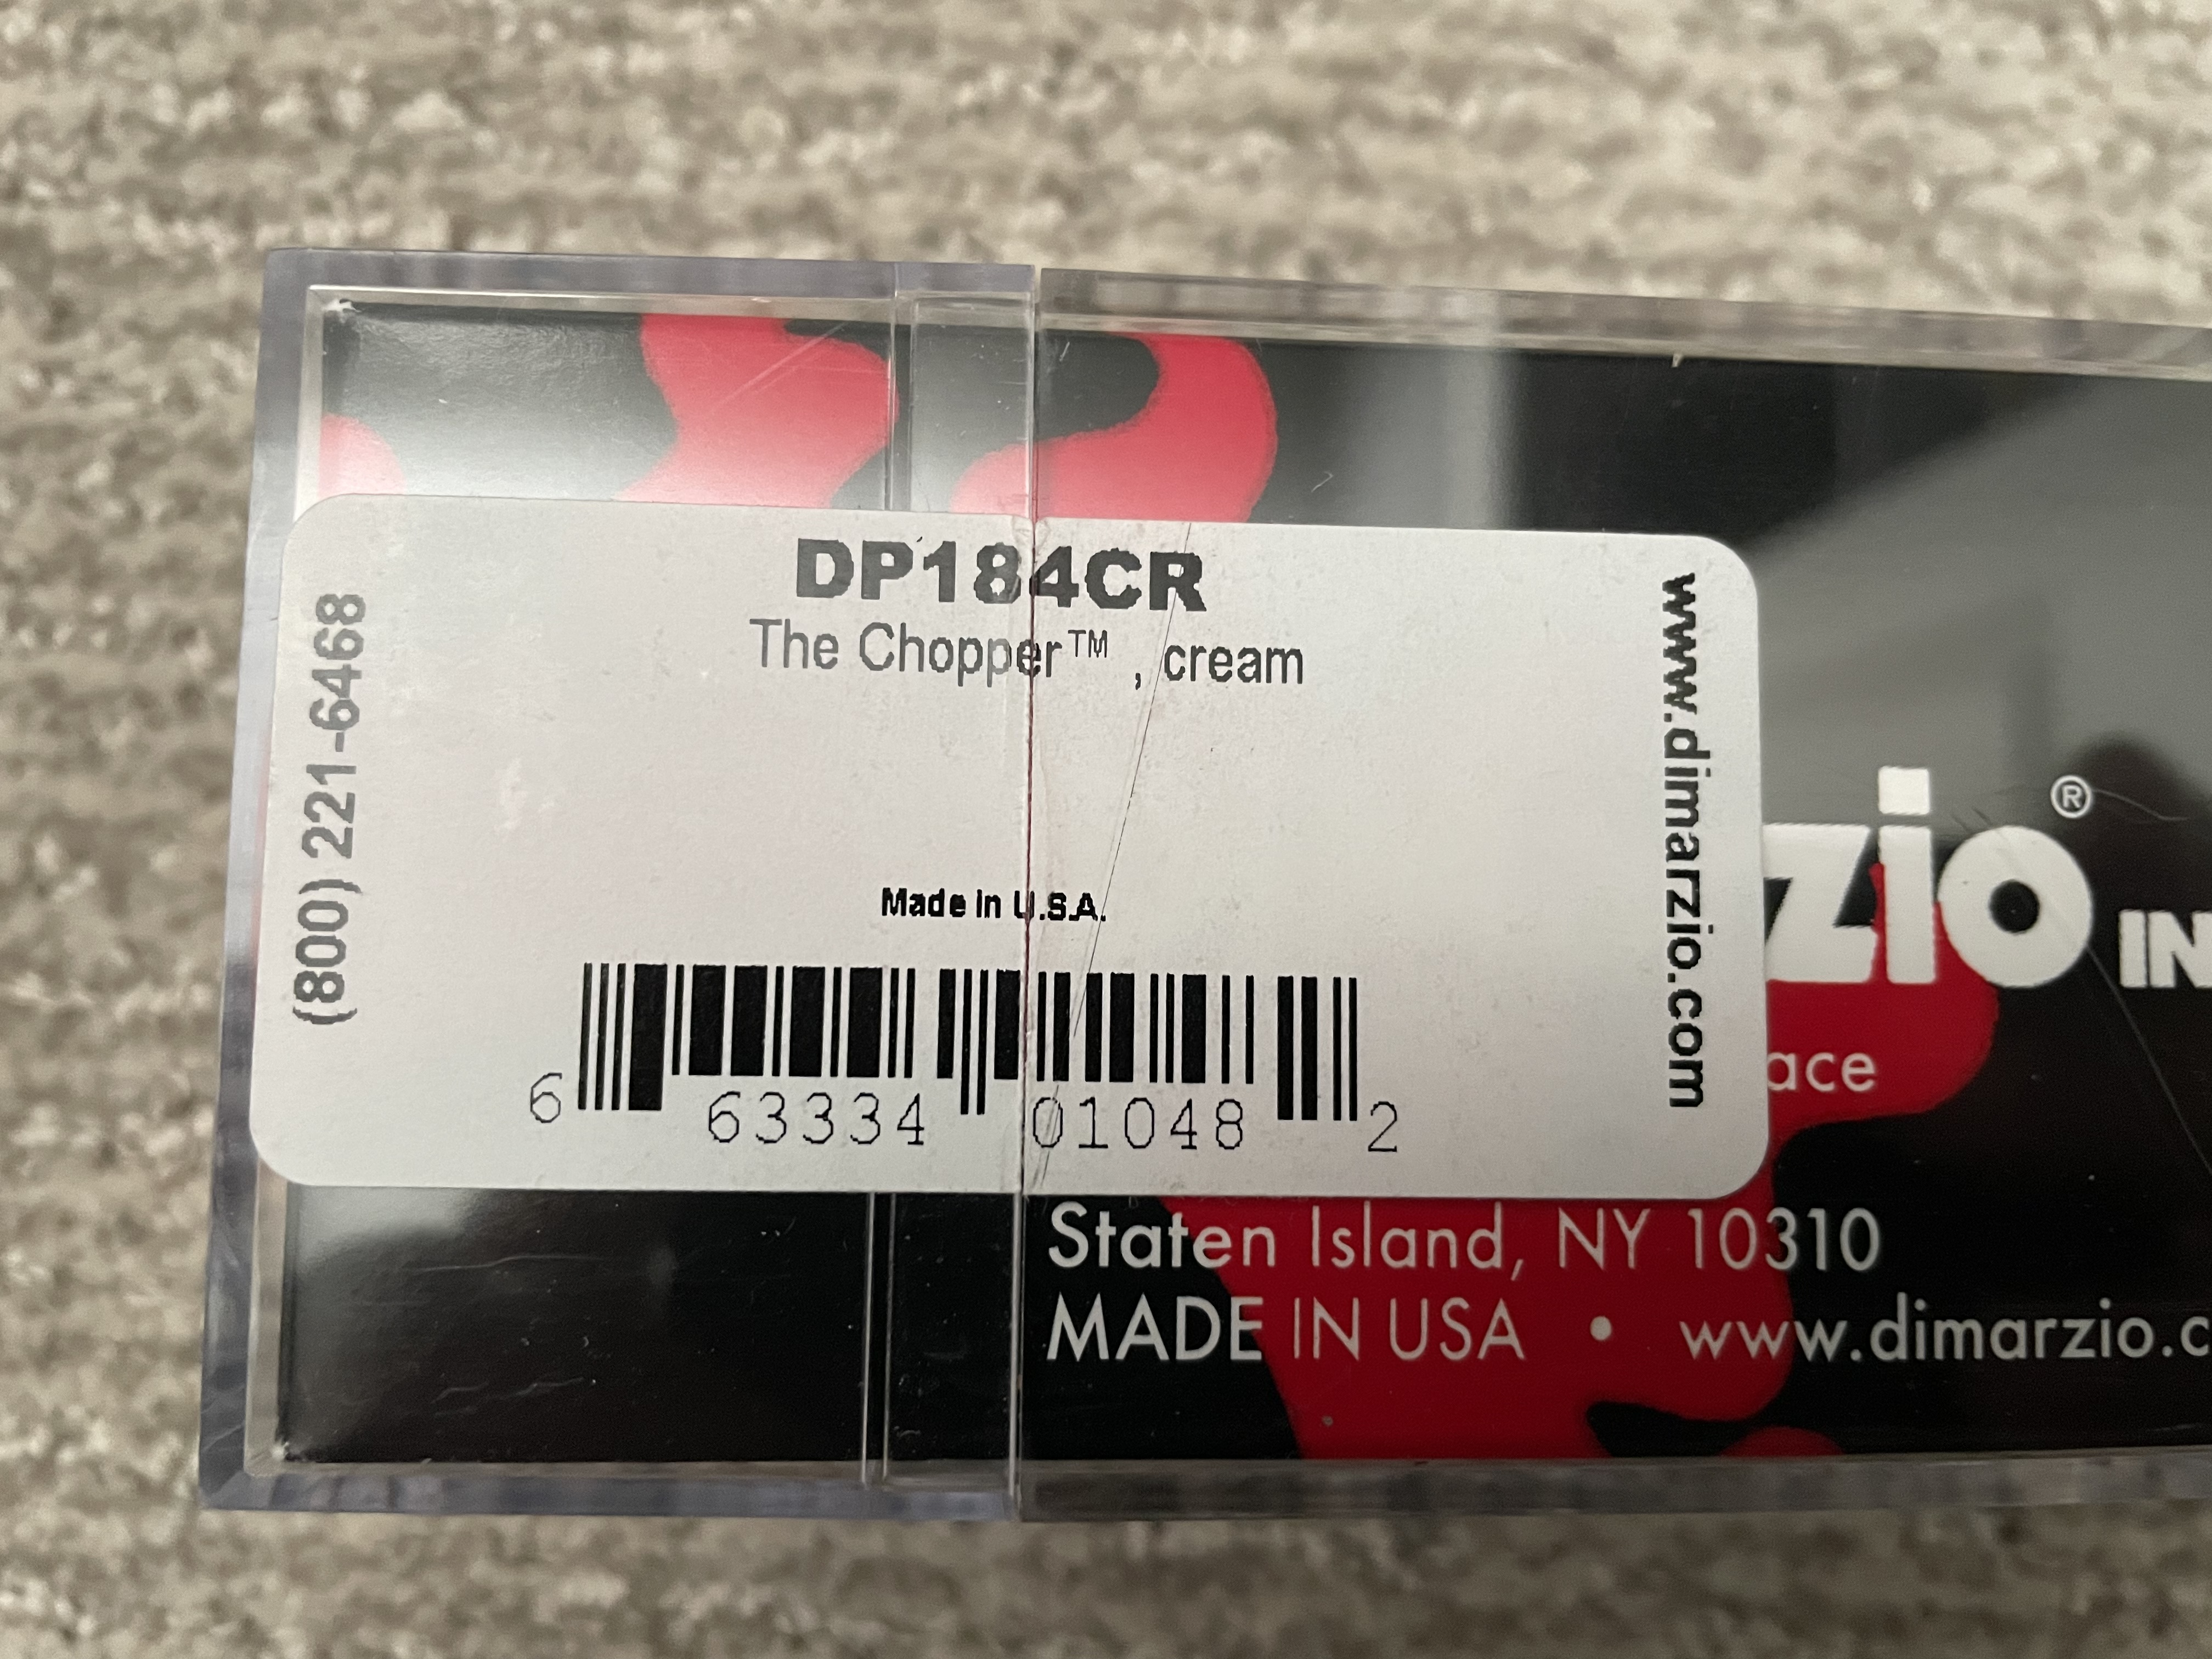 DP184CR
The Chopper™ , cream
(800) 221-6468
www.dimarzio.com
Made in U.S.A.
6 63334 01048 2
zio® IN
ace
Staten Island, NY 10310
MADE IN USA • www.dimarzio.c